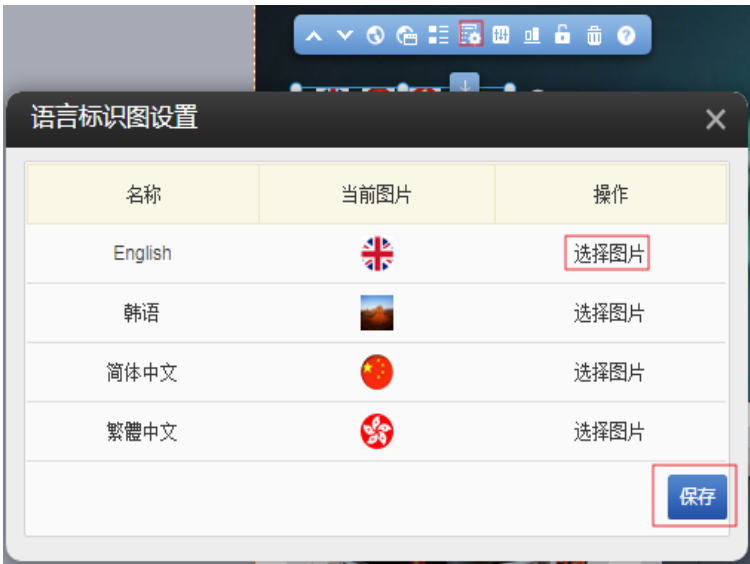 语言标识图设置
名称 当前图片 操作
English 选择图片
韩语 选择图片
简体中文 选择图片
繁體中文 选择图片
保存